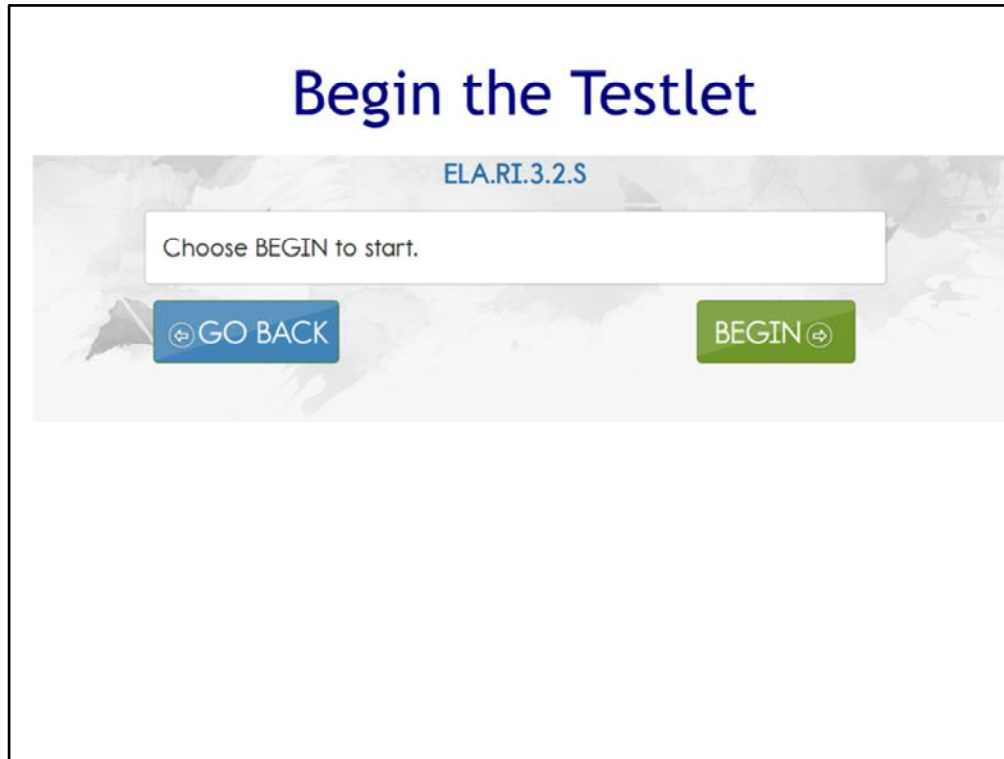 Begin the Testlet
ELA.RI.3.2.S
Choose BEGIN to start.
GO BACK
BEGIN